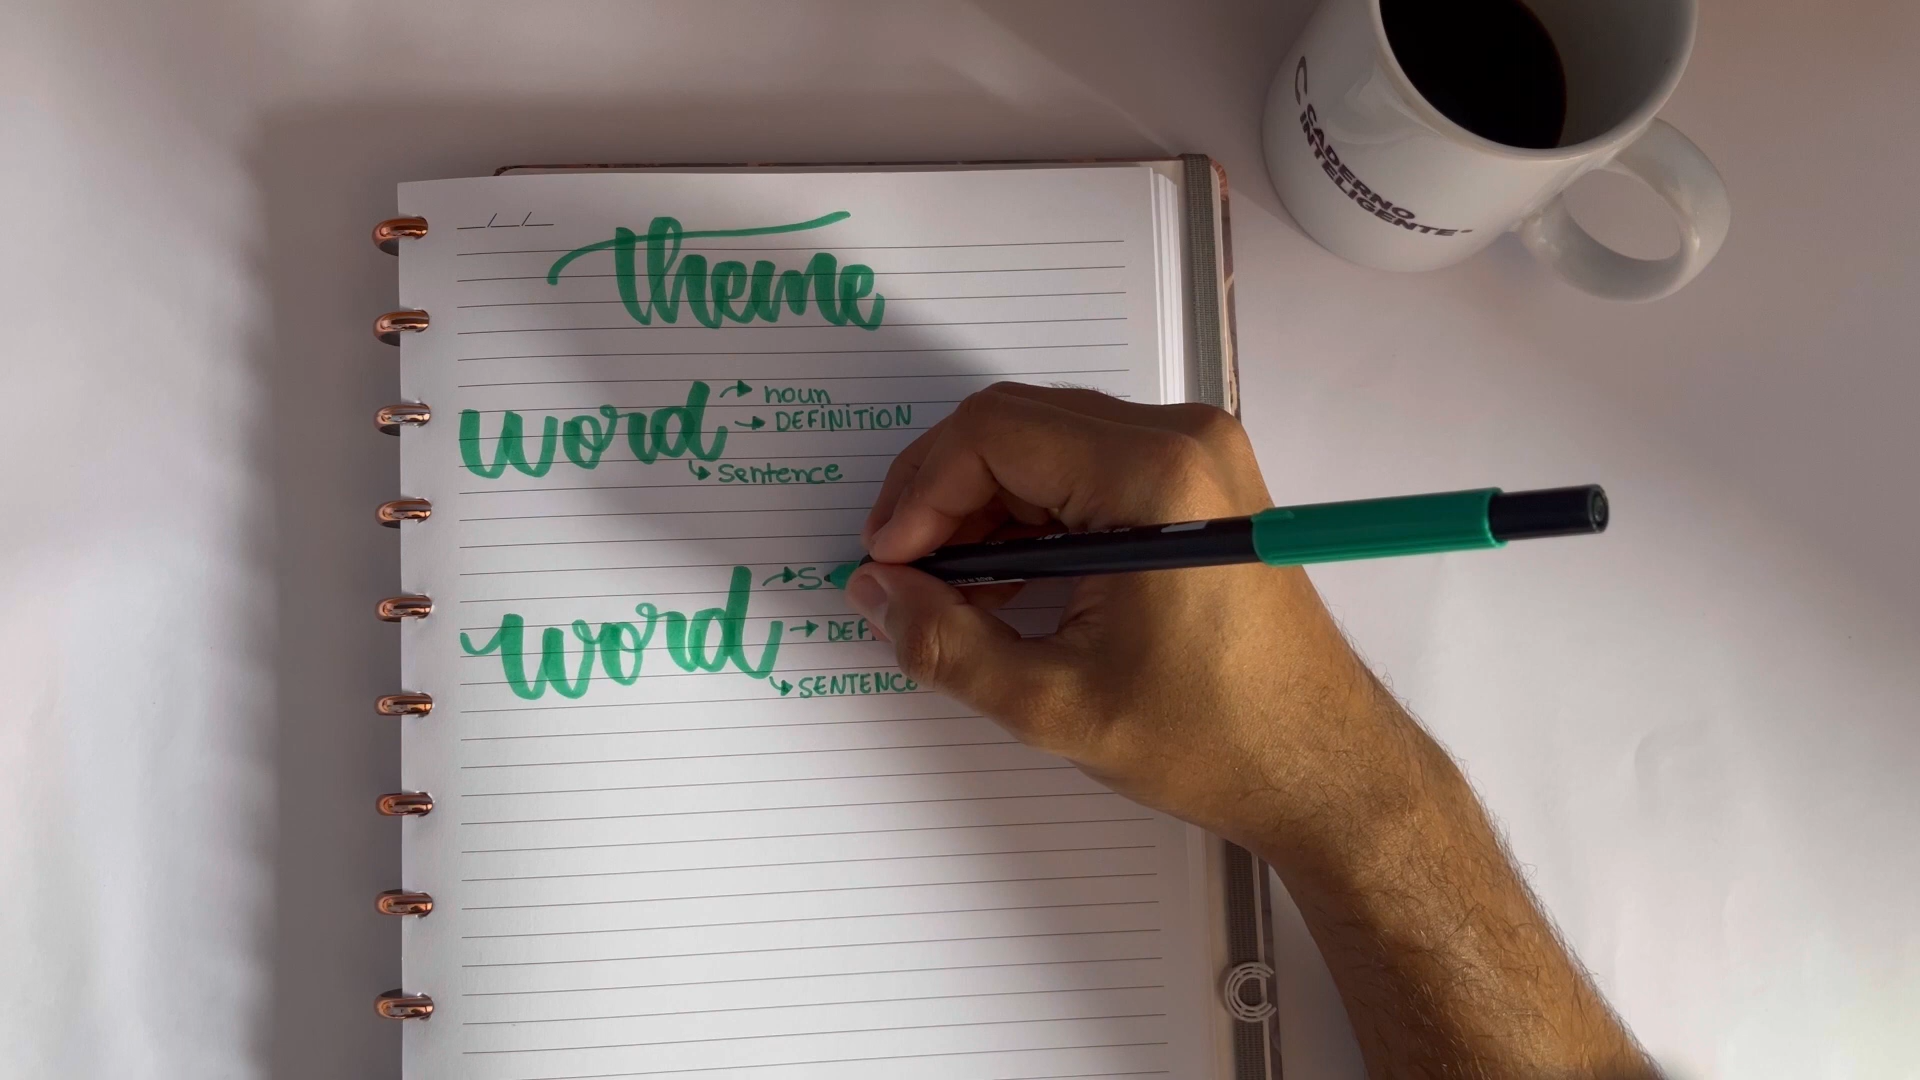 theme
word → noun
→ DEFINITION
↳ sentence
word → S
→ DEF
↳ SENTENCE
CADERNO
INTELIGENTE®